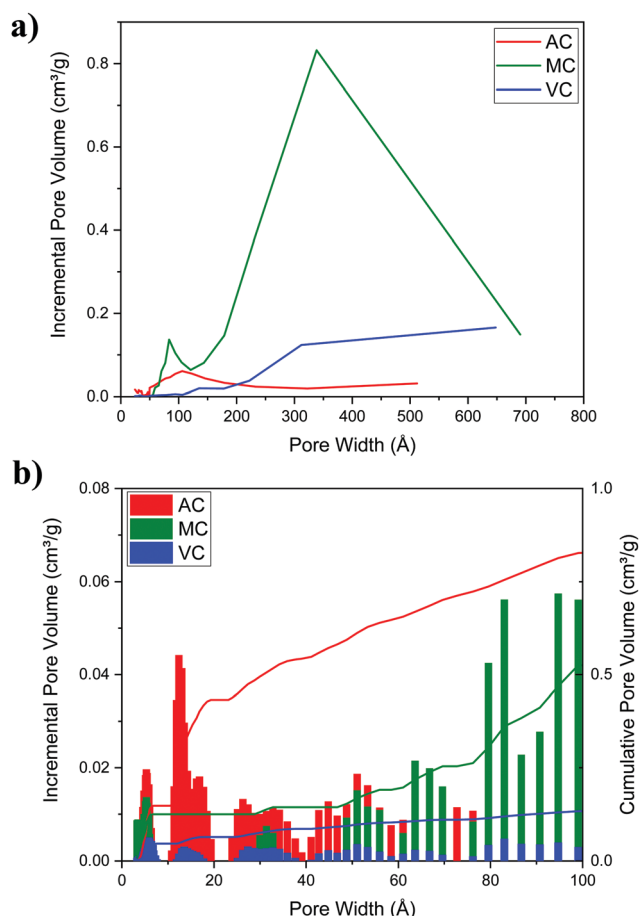 a)
AC
MC
VC
Incremental Pore Volume (cm³/g)
0.8
0.6
0.4
0.2
0.0
0 100 200 300 400 500 600 700 800
Pore Width (Å)
b)
AC
MC
VC
Incremental Pore Volume (cm³/g)
0.08
0.06
0.04
0.02
0.00
1.0
0.5
0.0
Cumulative Pore Volume (cm³/g)
0 20 40 60 80 100
Pore Width (Å)